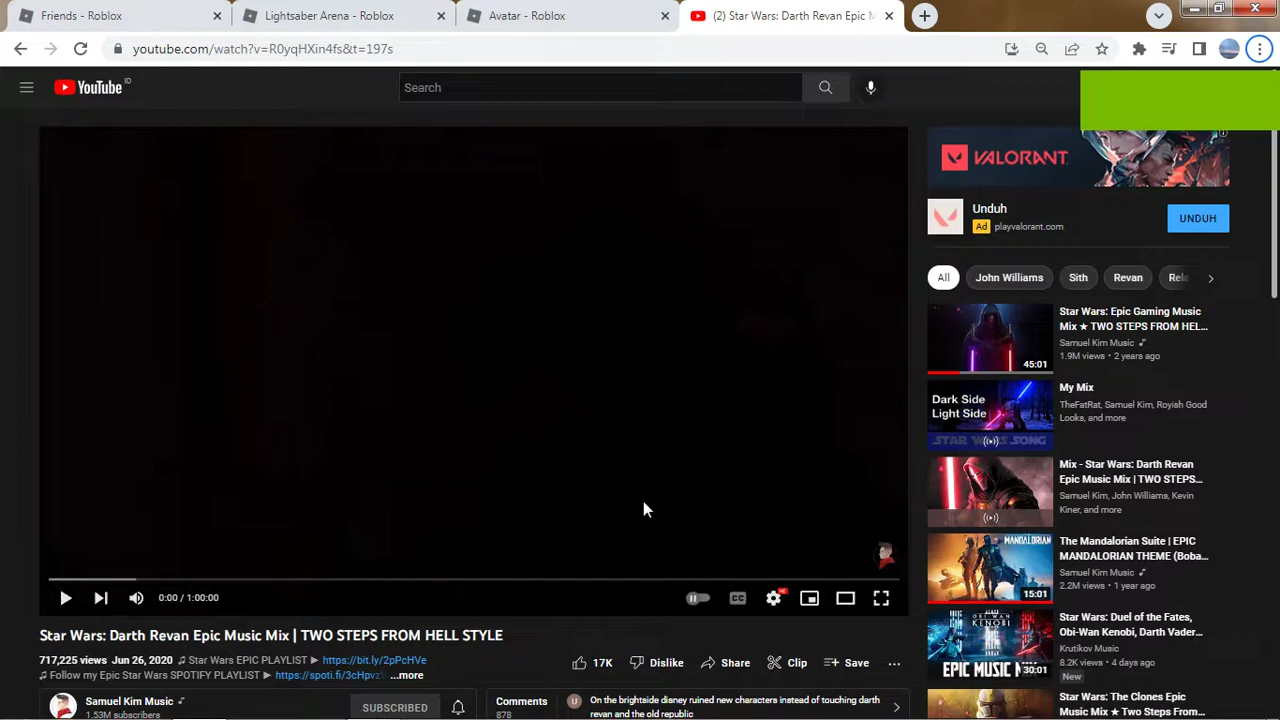 Friends - Roblox
Lightsaber Arena - Roblox
Avatar - Roblox
(2) Star Wars: Darth Revan Epic M
youtube.com/watch?v=R0yqHXin4fs&t=197s
YouTube ID
Search
VALORANT
Unduh
Ad playvalorant.com
UNDUH
All
John Williams
Sith
Revan
Rela
Star Wars: Epic Gaming Music
Mix ★ TWO STEPS FROM HEL...
Samuel Kim Music
1.9M views • 2 years ago
45:01
My Mix
TheFatRat, Samuel Kim, Royish Good
Looks, and more
Dark Side
Light Side
STAR WARS SONG
Mix - Star Wars: Darth Revan
Epic Music Mix | TWO STEPS...
Samuel Kim, John Williams, Kevin
Kiner, and more
The Mandalorian Suite | EPIC
MANDALORIAN THEME (Boba...
Samuel Kim Music
2.2M views • 1 year ago
MANDALORIAN
15:01
Star Wars: Duel of the Fates,
Obi-Wan Kenobi, Darth Vader...
Krutikov Music
8.2K views • 4 days ago
New
OBI-WAN
KENOBI
EPIC MUSIC M
30:01
Star Wars: The Clones Epic
Music Mix ★ Two Steps From...
0:00 / 1:00:00
CC
Star Wars: Darth Revan Epic Music Mix | TWO STEPS FROM HELL STYLE
717,225 views Jun 26, 2020 ♫ Star Wars EPIC PLAYLIST ► https://bit.ly/2pPcHVe
♫ Follow my Epic Star Wars SPOTIFY PLAYLIST ► https://spoti.fi/3cHpvz ...more
17K
Dislike
Share
Clip
Save
Samuel Kim Music
1.53M subscribers
SUBSCRIBED
Comments
878
U
On the brightside disney ruined new characters instead of touching darth
revan and the old republic